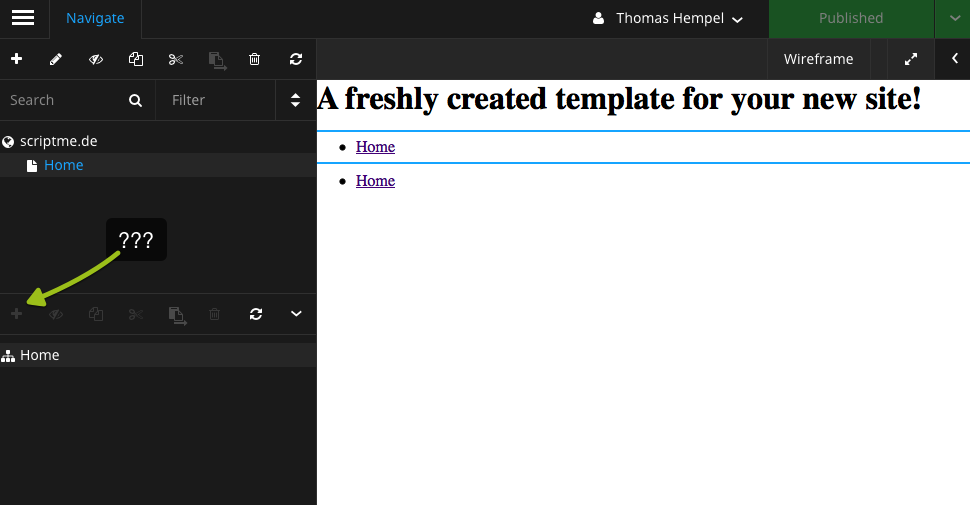 Navigate
Thomas Hempel
Published
Wireframe
Search
Filter
A freshly created template for your new site!
scriptme.de
Home
Home
Home
???
Home